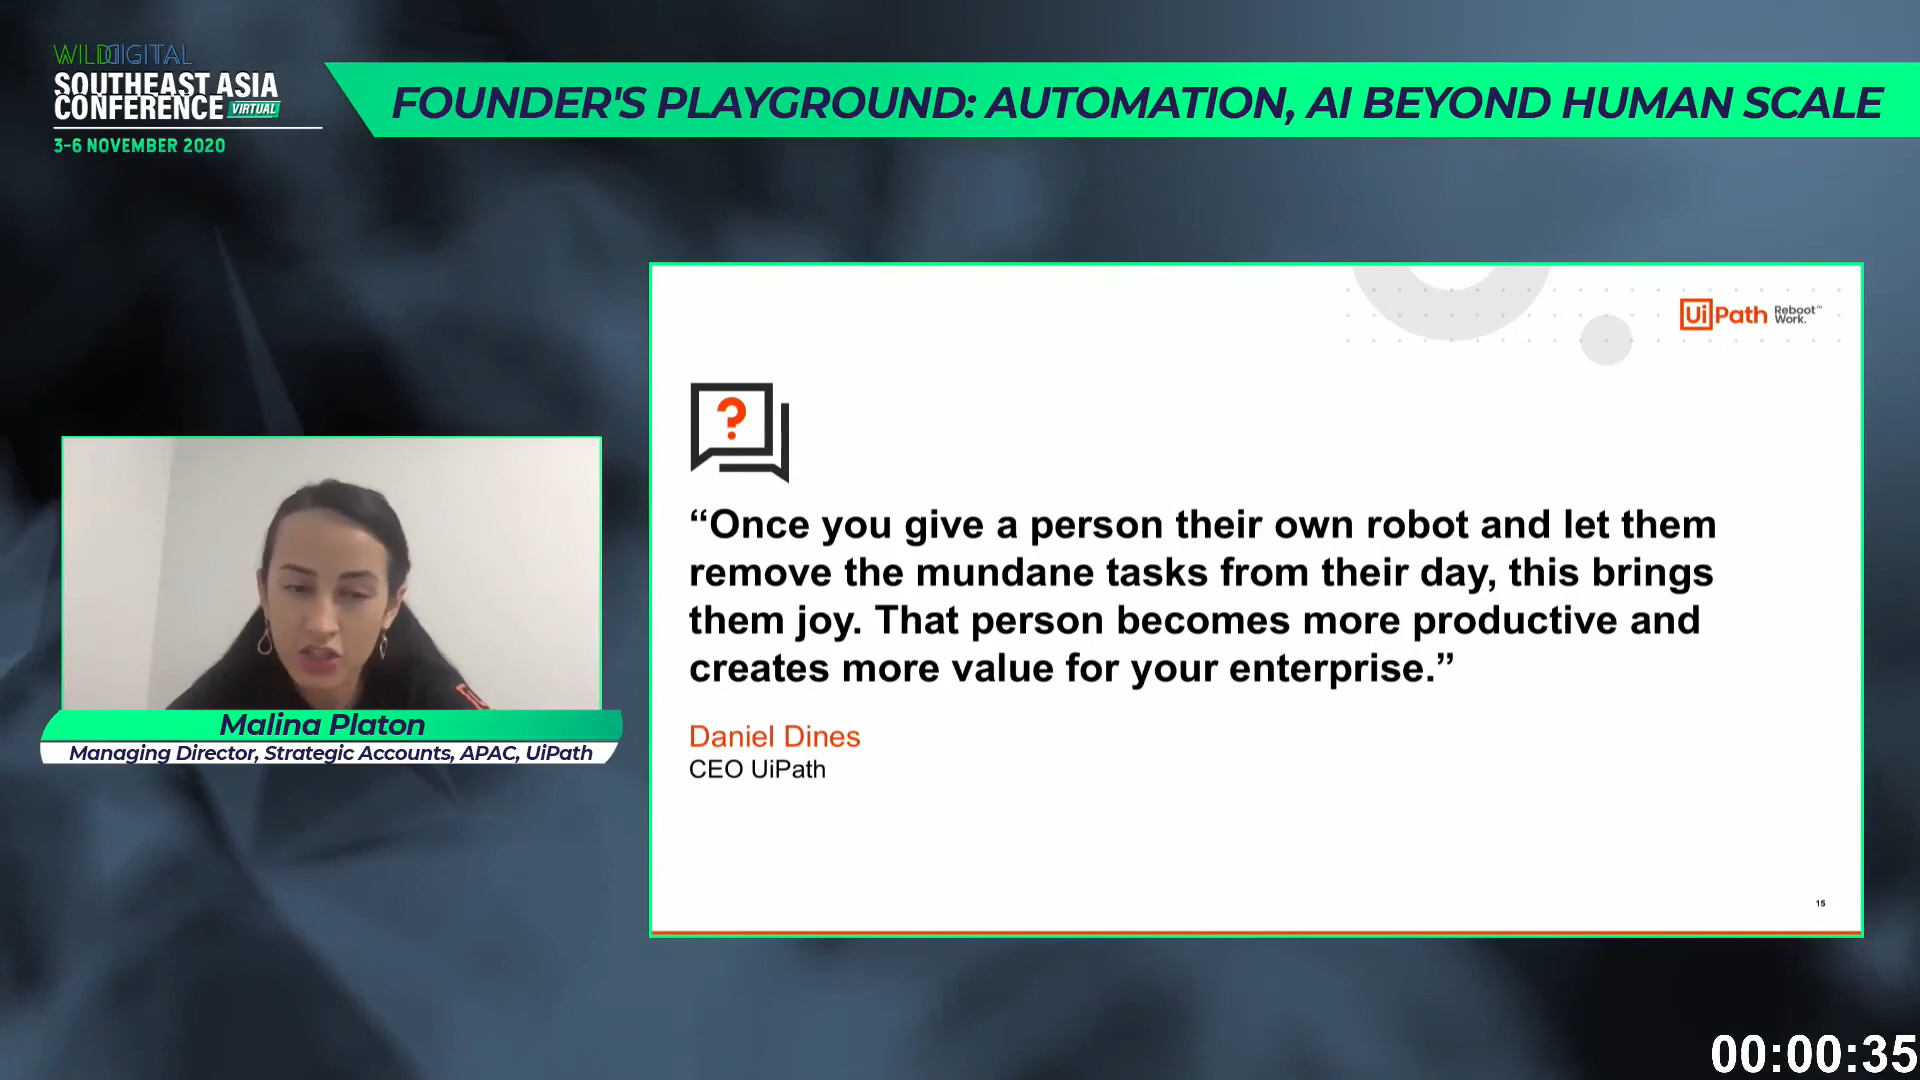 WILDDIGITAL
SOUTHEAST ASIA
CONFERENCE VIRTUAL
3-6 NOVEMBER 2020
FOUNDER'S PLAYGROUND: AUTOMATION, AI BEYOND HUMAN SCALE
UiPath Reboot™
Work.
?
“Once you give a person their own robot and let them
remove the mundane tasks from their day, this brings
them joy. That person becomes more productive and
creates more value for your enterprise.”
Daniel Dines
CEO UiPath
15
Malina Platon
Managing Director, Strategic Accounts, APAC, UiPath
00:00:35